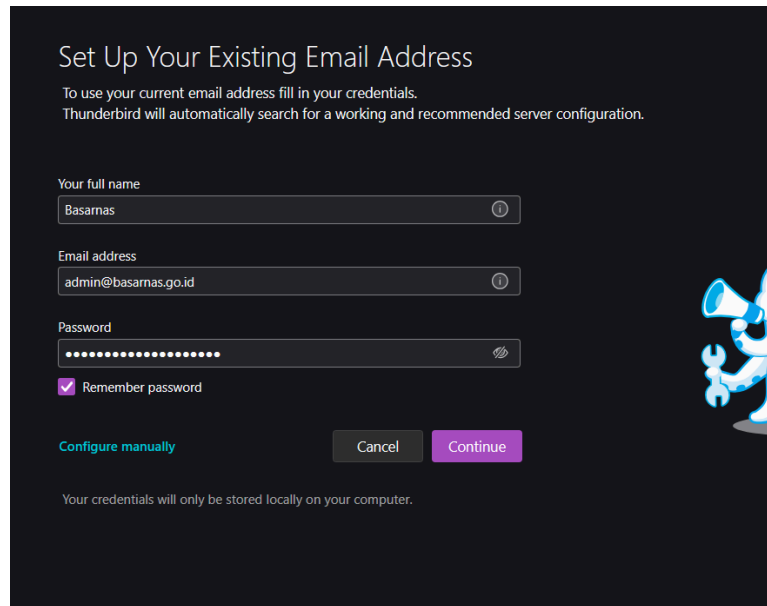 Set Up Your Existing Email Address
To use your current email address fill in your credentials.
Thunderbird will automatically search for a working and recommended server configuration.
Your full name
Basarnas
Email address
admin@basarnas.go.id
Password
••••••••••••••••••••
Remember password
Configure manually
Cancel
Continue
Your credentials will only be stored locally on your computer.